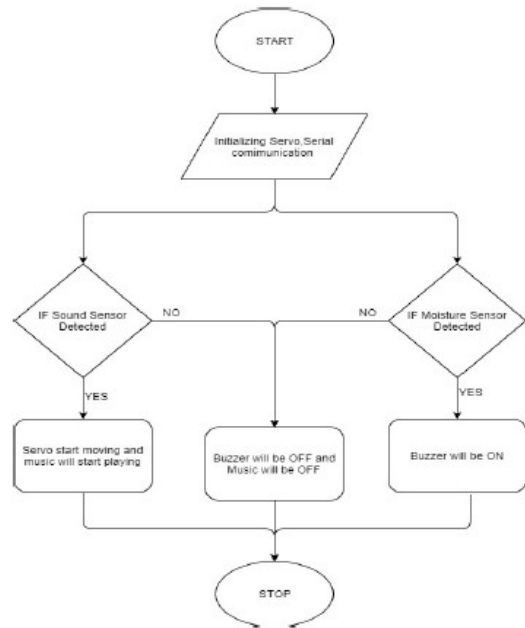 START
Initializing Servo,Serial
comimunication
IF Sound Sensor
Detected
NO
NO
IF Moisture Sensor
Detected
YES
YES
Servo start moving and
music will start playing
Buzzer will be OFF and
Music will be OFF
Buzzer will be ON
STOP